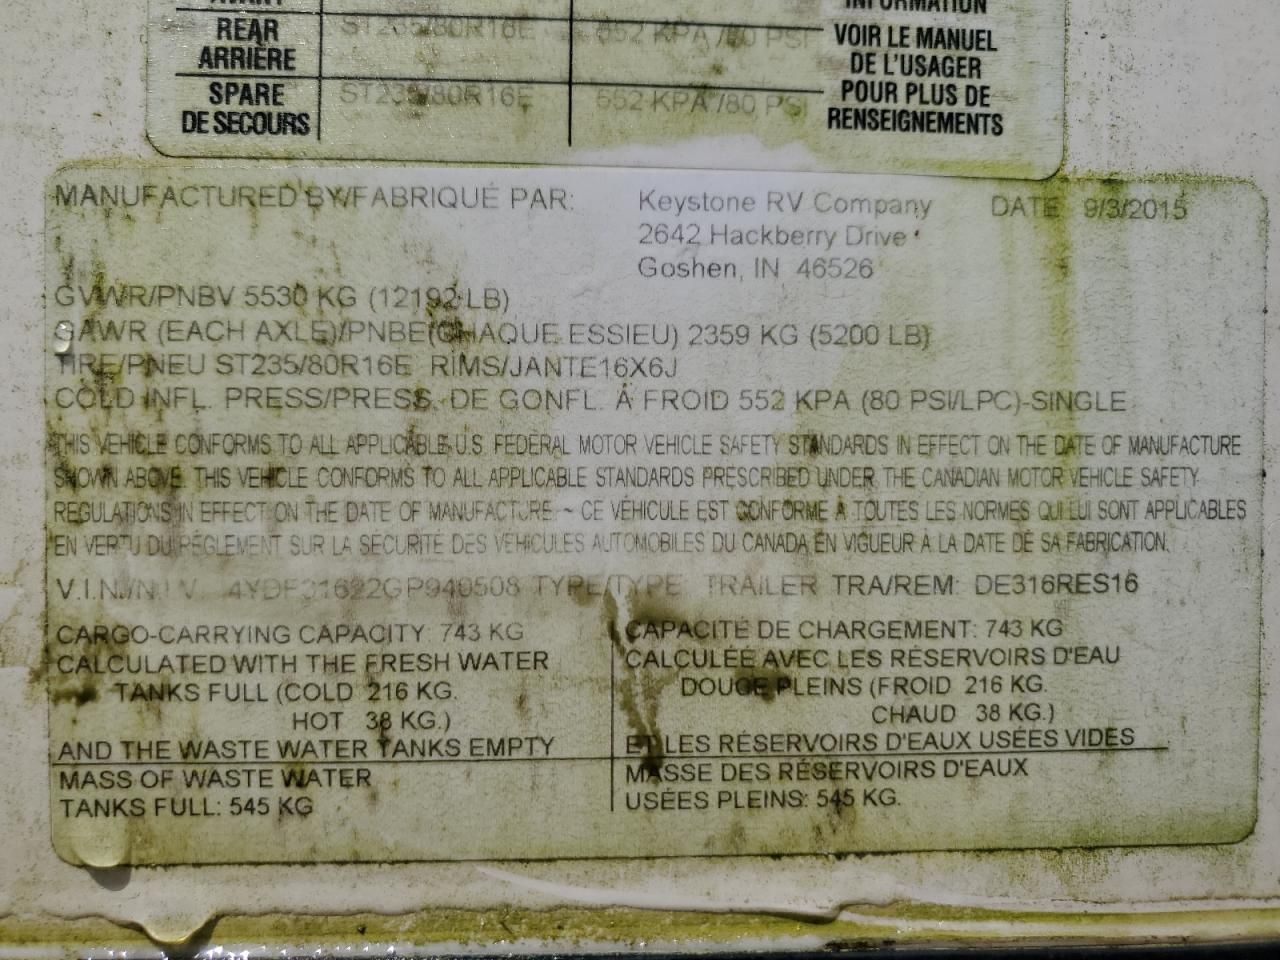 INFORMATION
REAR ST235/80R16E 552 KPA /80 PSI VOIR LE MANUEL
ARRIÈRE DE L'USAGER
SPARE ST235/80R16E 552 KPA /80 PSI POUR PLUS DE
DE SECOURS RENSEIGNEMENTS
MANUFACTURED BY/FABRIQUÉ PAR: Keystone RV Company DATE 9/3/2015
2642 Hackberry Drive
Goshen, IN 46526
GVWR/PNBV 5530 KG (12192 LB)
GAWR (EACH AXLE)/PNBE(CHAQUE ESSIEU) 2359 KG (5200 LB)
TIRE/PNEU ST235/80R16E RIMS/JANTE16X6J
COLD INFL. PRESS/PRESS. DE GONFL. À FROID 552 KPA (80 PSI/LPC)-SINGLE
THIS VEHICLE CONFORMS TO ALL APPLICABLE U.S. FEDERAL MOTOR VEHICLE SAFETY STANDARDS IN EFFECT ON THE DATE OF MANUFACTURE
SHOWN ABOVE. THIS VEHICLE CONFORMS TO ALL APPLICABLE STANDARDS PRESCRIBED UNDER THE CANADIAN MOTOR VEHICLE SAFETY
REGULATIONS IN EFFECT ON THE DATE OF MANUFACTURE. ~ CE VÉHICULE EST CONFORME À TOUTES LES NORMES QUI LUI SONT APPLICABLES
EN VERTU DU RÈGLEMENT SUR LA SÉCURITÉ DES VÉHICULES AUTOMOBILES DU CANADA EN VIGUEUR À LA DATE DE SA FABRICATION.
V.I.N./N.I.V. 4YDF31622GP940508 TYPE/TYPE TRAILER TRA/REM: DE316RES16
CARGO-CARRYING CAPACITY: 743 KG
CALCULATED WITH THE FRESH WATER
TANKS FULL (COLD 216 KG.
HOT 38 KG.)
AND THE WASTE WATER TANKS EMPTY
MASS OF WASTE WATER
TANKS FULL: 545 KG
CAPACITÉ DE CHARGEMENT: 743 KG
CALCULÉE AVEC LES RÉSERVOIRS D'EAU
DOUCE PLEINS (FROID 216 KG.
CHAUD 38 KG.)
ET LES RÉSERVOIRS D'EAUX USÉES VIDES
MASSE DES RÉSERVOIRS D'EAUX
USÉES PLEINS: 545 KG.